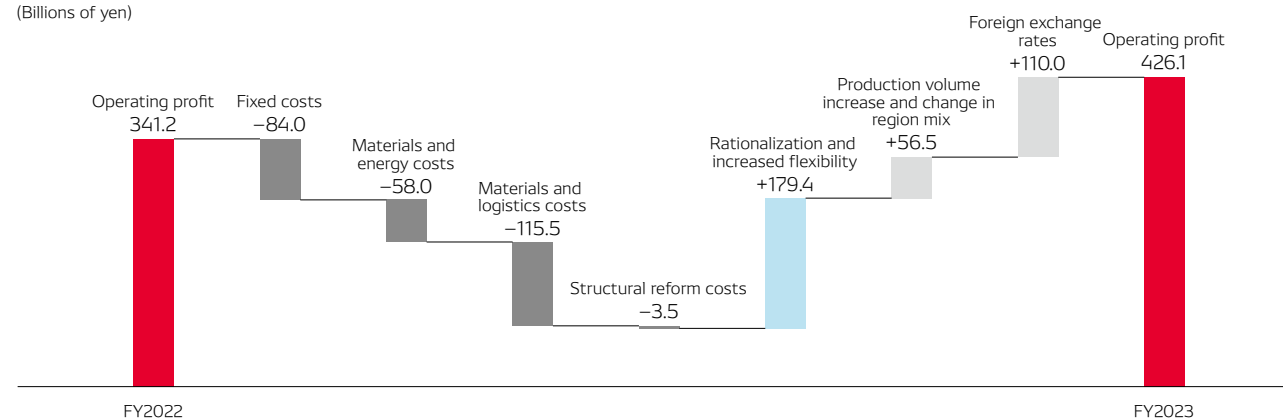 (Billions of yen)
Operating profit
341.2
Fixed costs
−84.0
Materials and
energy costs
−58.0
Materials and
logistics costs
−115.5
Structural reform costs
−3.5
Rationalization and
increased flexibility
+179.4
Production volume
increase and change in
region mix
+56.5
Foreign exchange
rates
+110.0
Operating profit
426.1
FY2022
FY2023